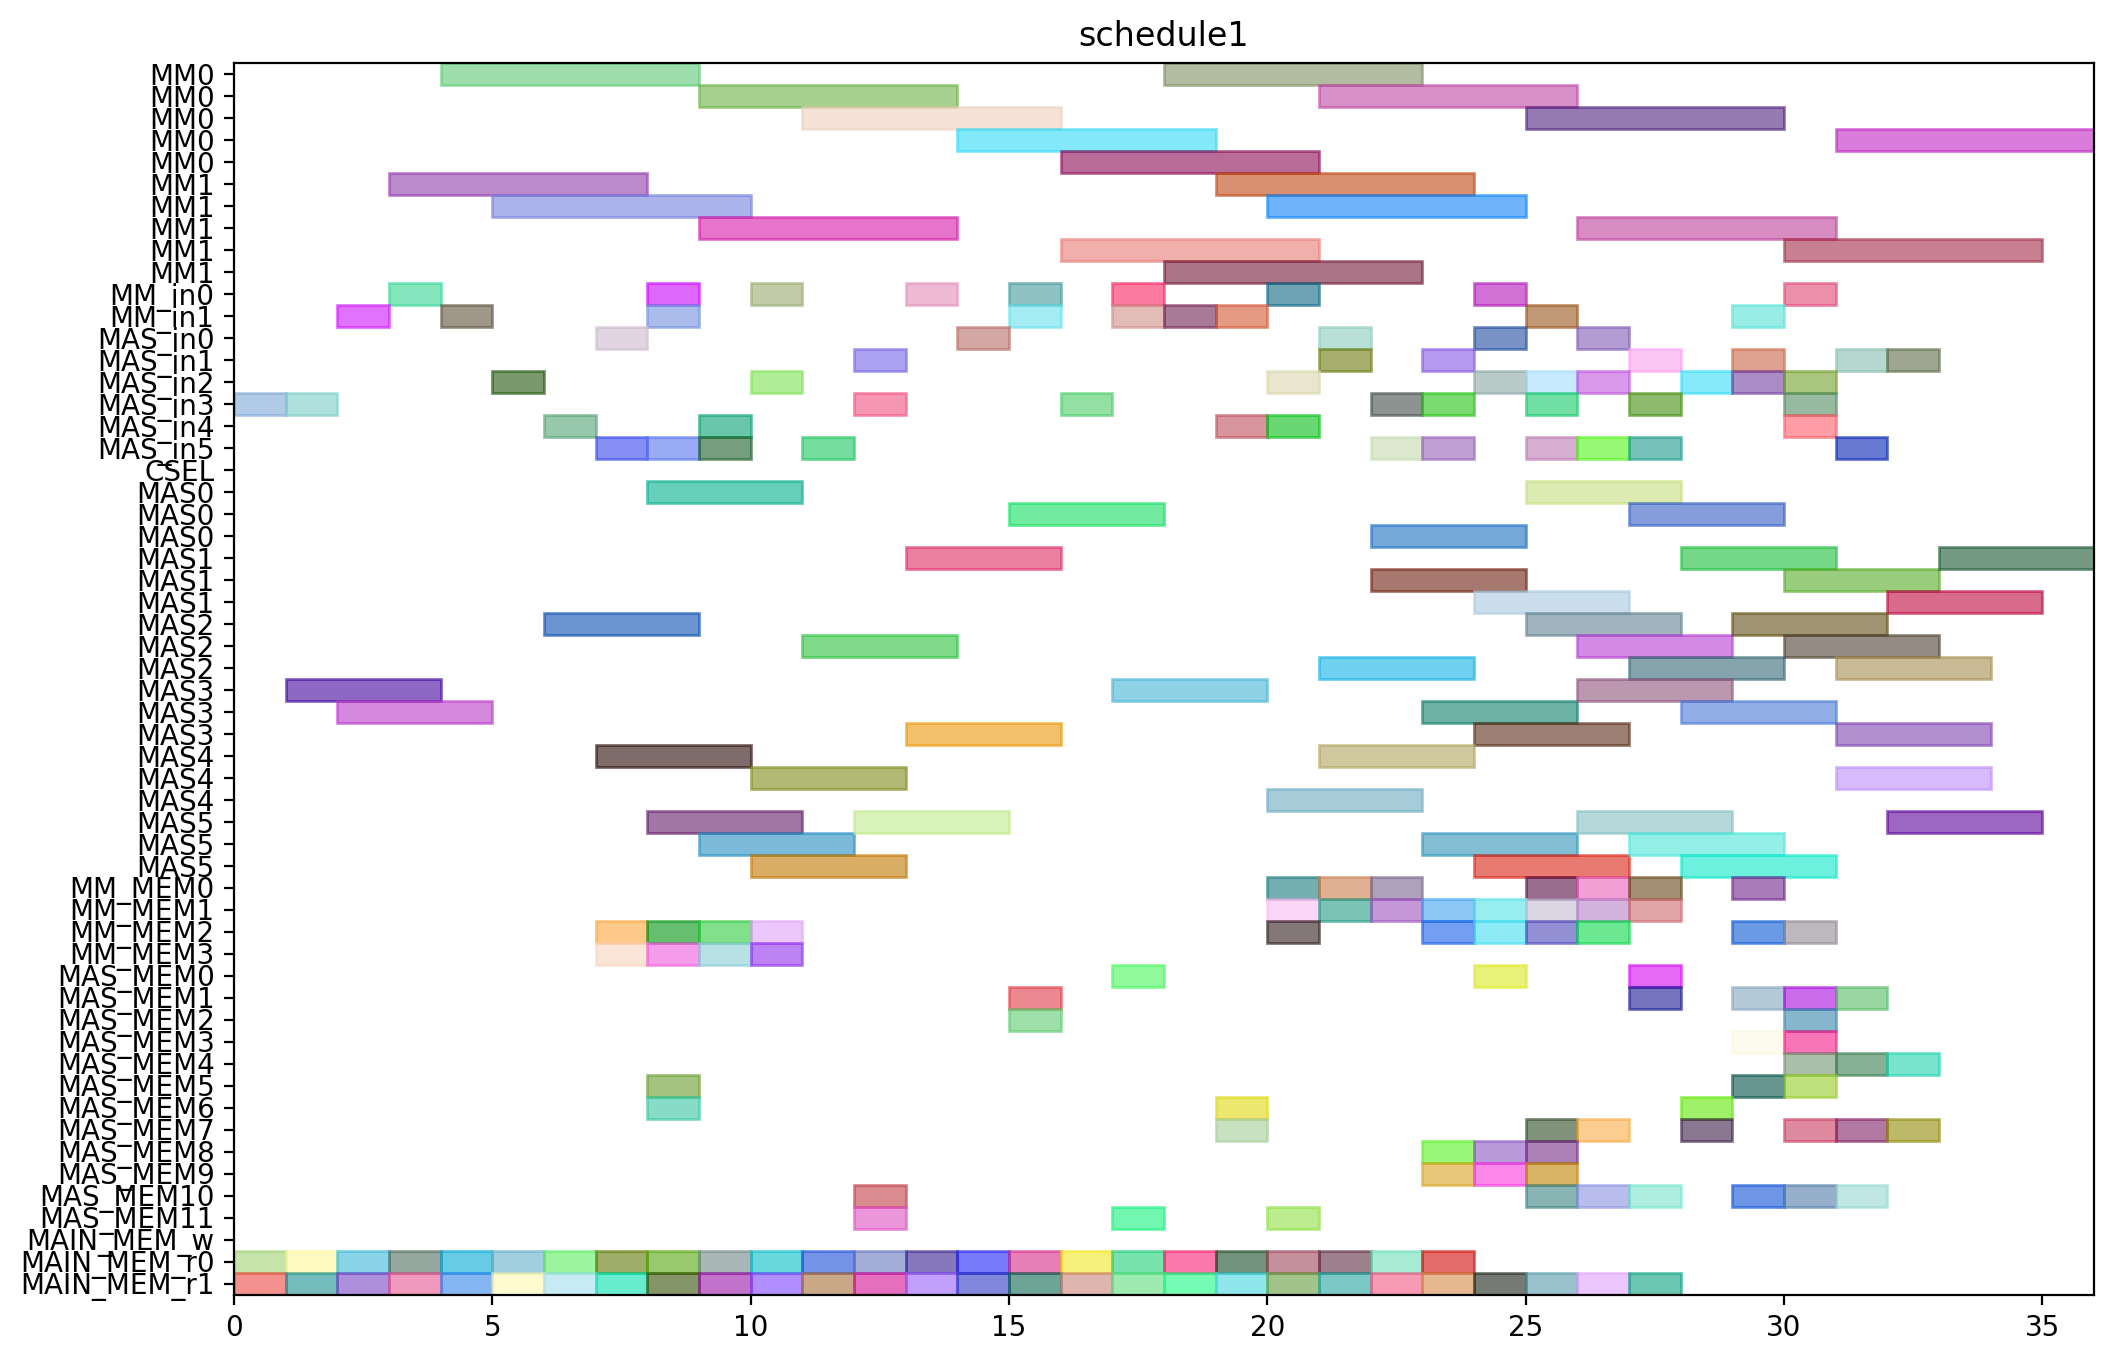 schedule1
MM0
MM0
MM0
MM0
MM0
MM1
MM1
MM1
MM1
MM1
MM_in0
MM_in1
MAS_in0
MAS_in1
MAS_in2
MAS_in3
MAS_in4
MAS_in5
CSEL
MAS0
MAS0
MAS0
MAS1
MAS1
MAS1
MAS2
MAS2
MAS2
MAS3
MAS3
MAS3
MAS4
MAS4
MAS4
MAS5
MAS5
MAS5
MM_MEM0
MM_MEM1
MM_MEM2
MM_MEM3
MAS_MEM0
MAS_MEM1
MAS_MEM2
MAS_MEM3
MAS_MEM4
MAS_MEM5
MAS_MEM6
MAS_MEM7
MAS_MEM8
MAS_MEM9
MAS_MEM10
MAS_MEM11
MAIN_MEM_w
MAIN_MEM_r0
MAIN_MEM_r1
0 5 10 15 20 25 30 35